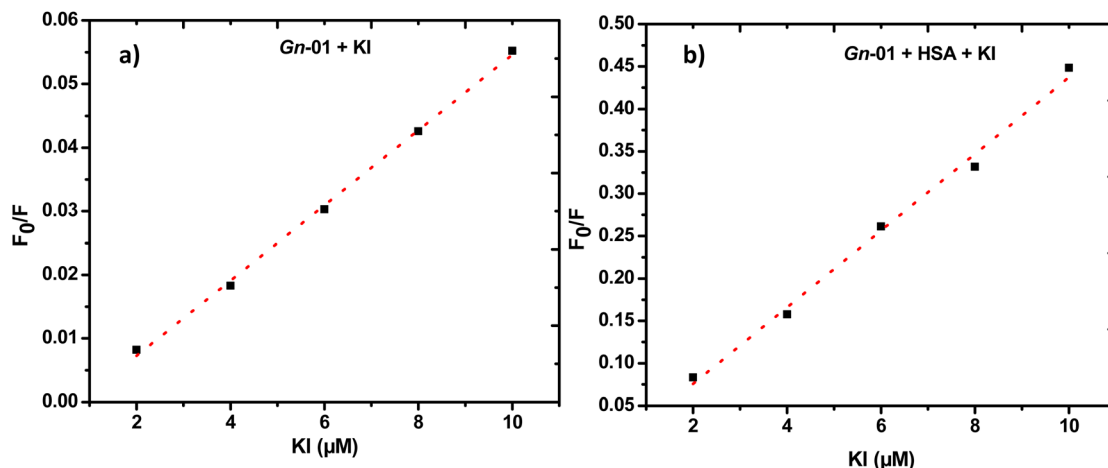 a)
Gn-01 + KI
F0/F
0.06
0.05
0.04
0.03
0.02
0.01
0.00
2 4 6 8 10
KI (µM)
b)
Gn-01 + HSA + KI
F0/F
0.50
0.45
0.40
0.35
0.30
0.25
0.20
0.15
0.10
0.05
2 4 6 8 10
KI (µM)